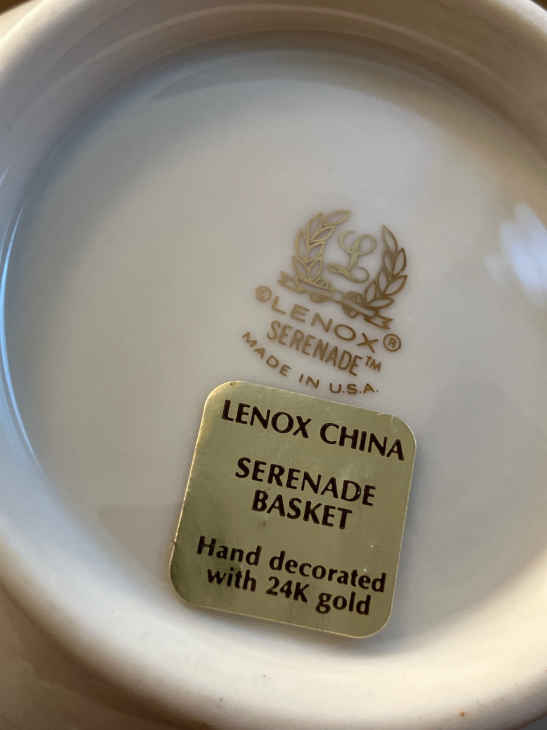 L
©LENOX®
SERENADE™
MADE IN U.S.A.
LENOX CHINA
SERENADE
BASKET
Hand decorated
with 24K gold